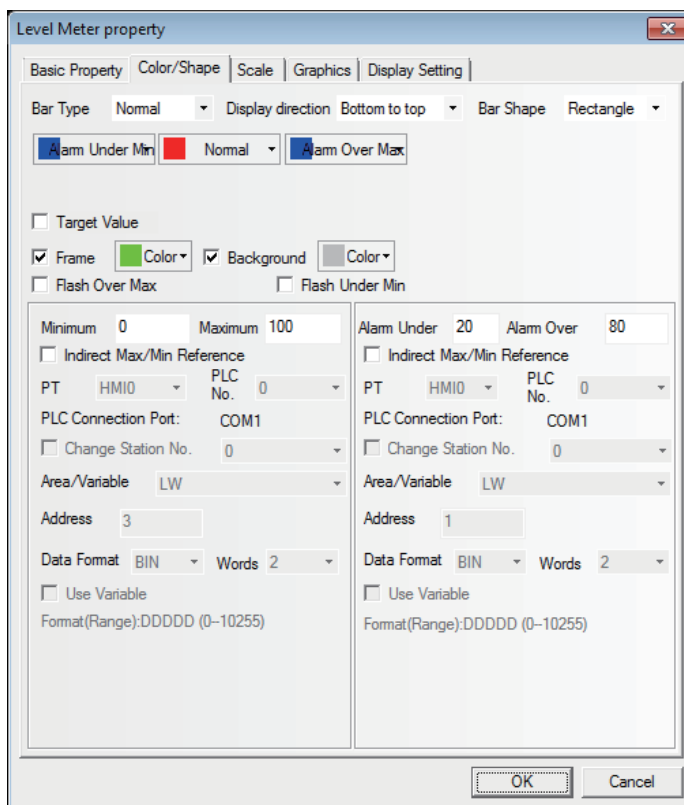 Level Meter property
Basic Property Color/Shape Scale Graphics Display Setting
Bar Type Normal Display direction Bottom to top Bar Shape Rectangle
Alarm Under Min Normal Alarm Over Max
Target Value
Frame Color Background Color
Flash Over Max Flash Under Min
Minimum 0 Maximum 100
Indirect Max/Min Reference
PT HMI0 PLC No. 0
PLC Connection Port: COM1
Change Station No. 0
Area/Variable LW
Address 3
Data Format BIN Words 2
Use Variable
Format(Range):DDDDD (0--10255)
Alarm Under 20 Alarm Over 80
Indirect Max/Min Reference
PT HMI0 PLC No. 0
PLC Connection Port: COM1
Change Station No. 0
Area/Variable LW
Address 1
Data Format BIN Words 2
Use Variable
Format(Range):DDDDD (0--10255)
OK Cancel